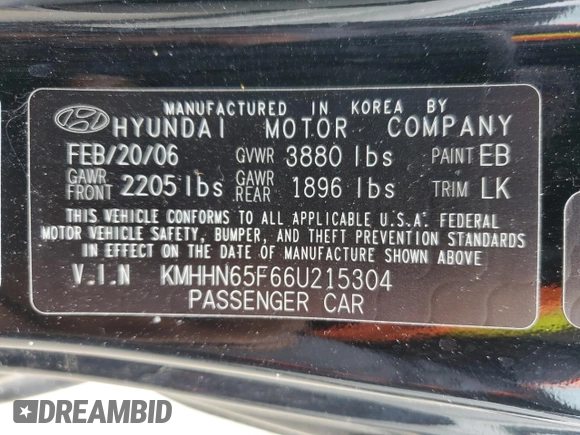 MANUFACTURED IN KOREA BY
HYUNDAI MOTOR COMPANY
FEB/20/06 GVWR 3880 lbs PAINT EB
GAWR FRONT 2205 lbs GAWR REAR 1896 lbs TRIM LK
THIS VEHICLE CONFORMS TO ALL APPLICABLE U.S.A. FEDERAL
MOTOR VEHICLE SAFETY, BUMPER, AND THEFT PREVENTION STANDARDS
IN EFFECT ON THE DATE OF MANUFACTURE SHOWN ABOVE.
V.I.N KMHHN65F66U215304
PASSENGER CAR
DREAMBID